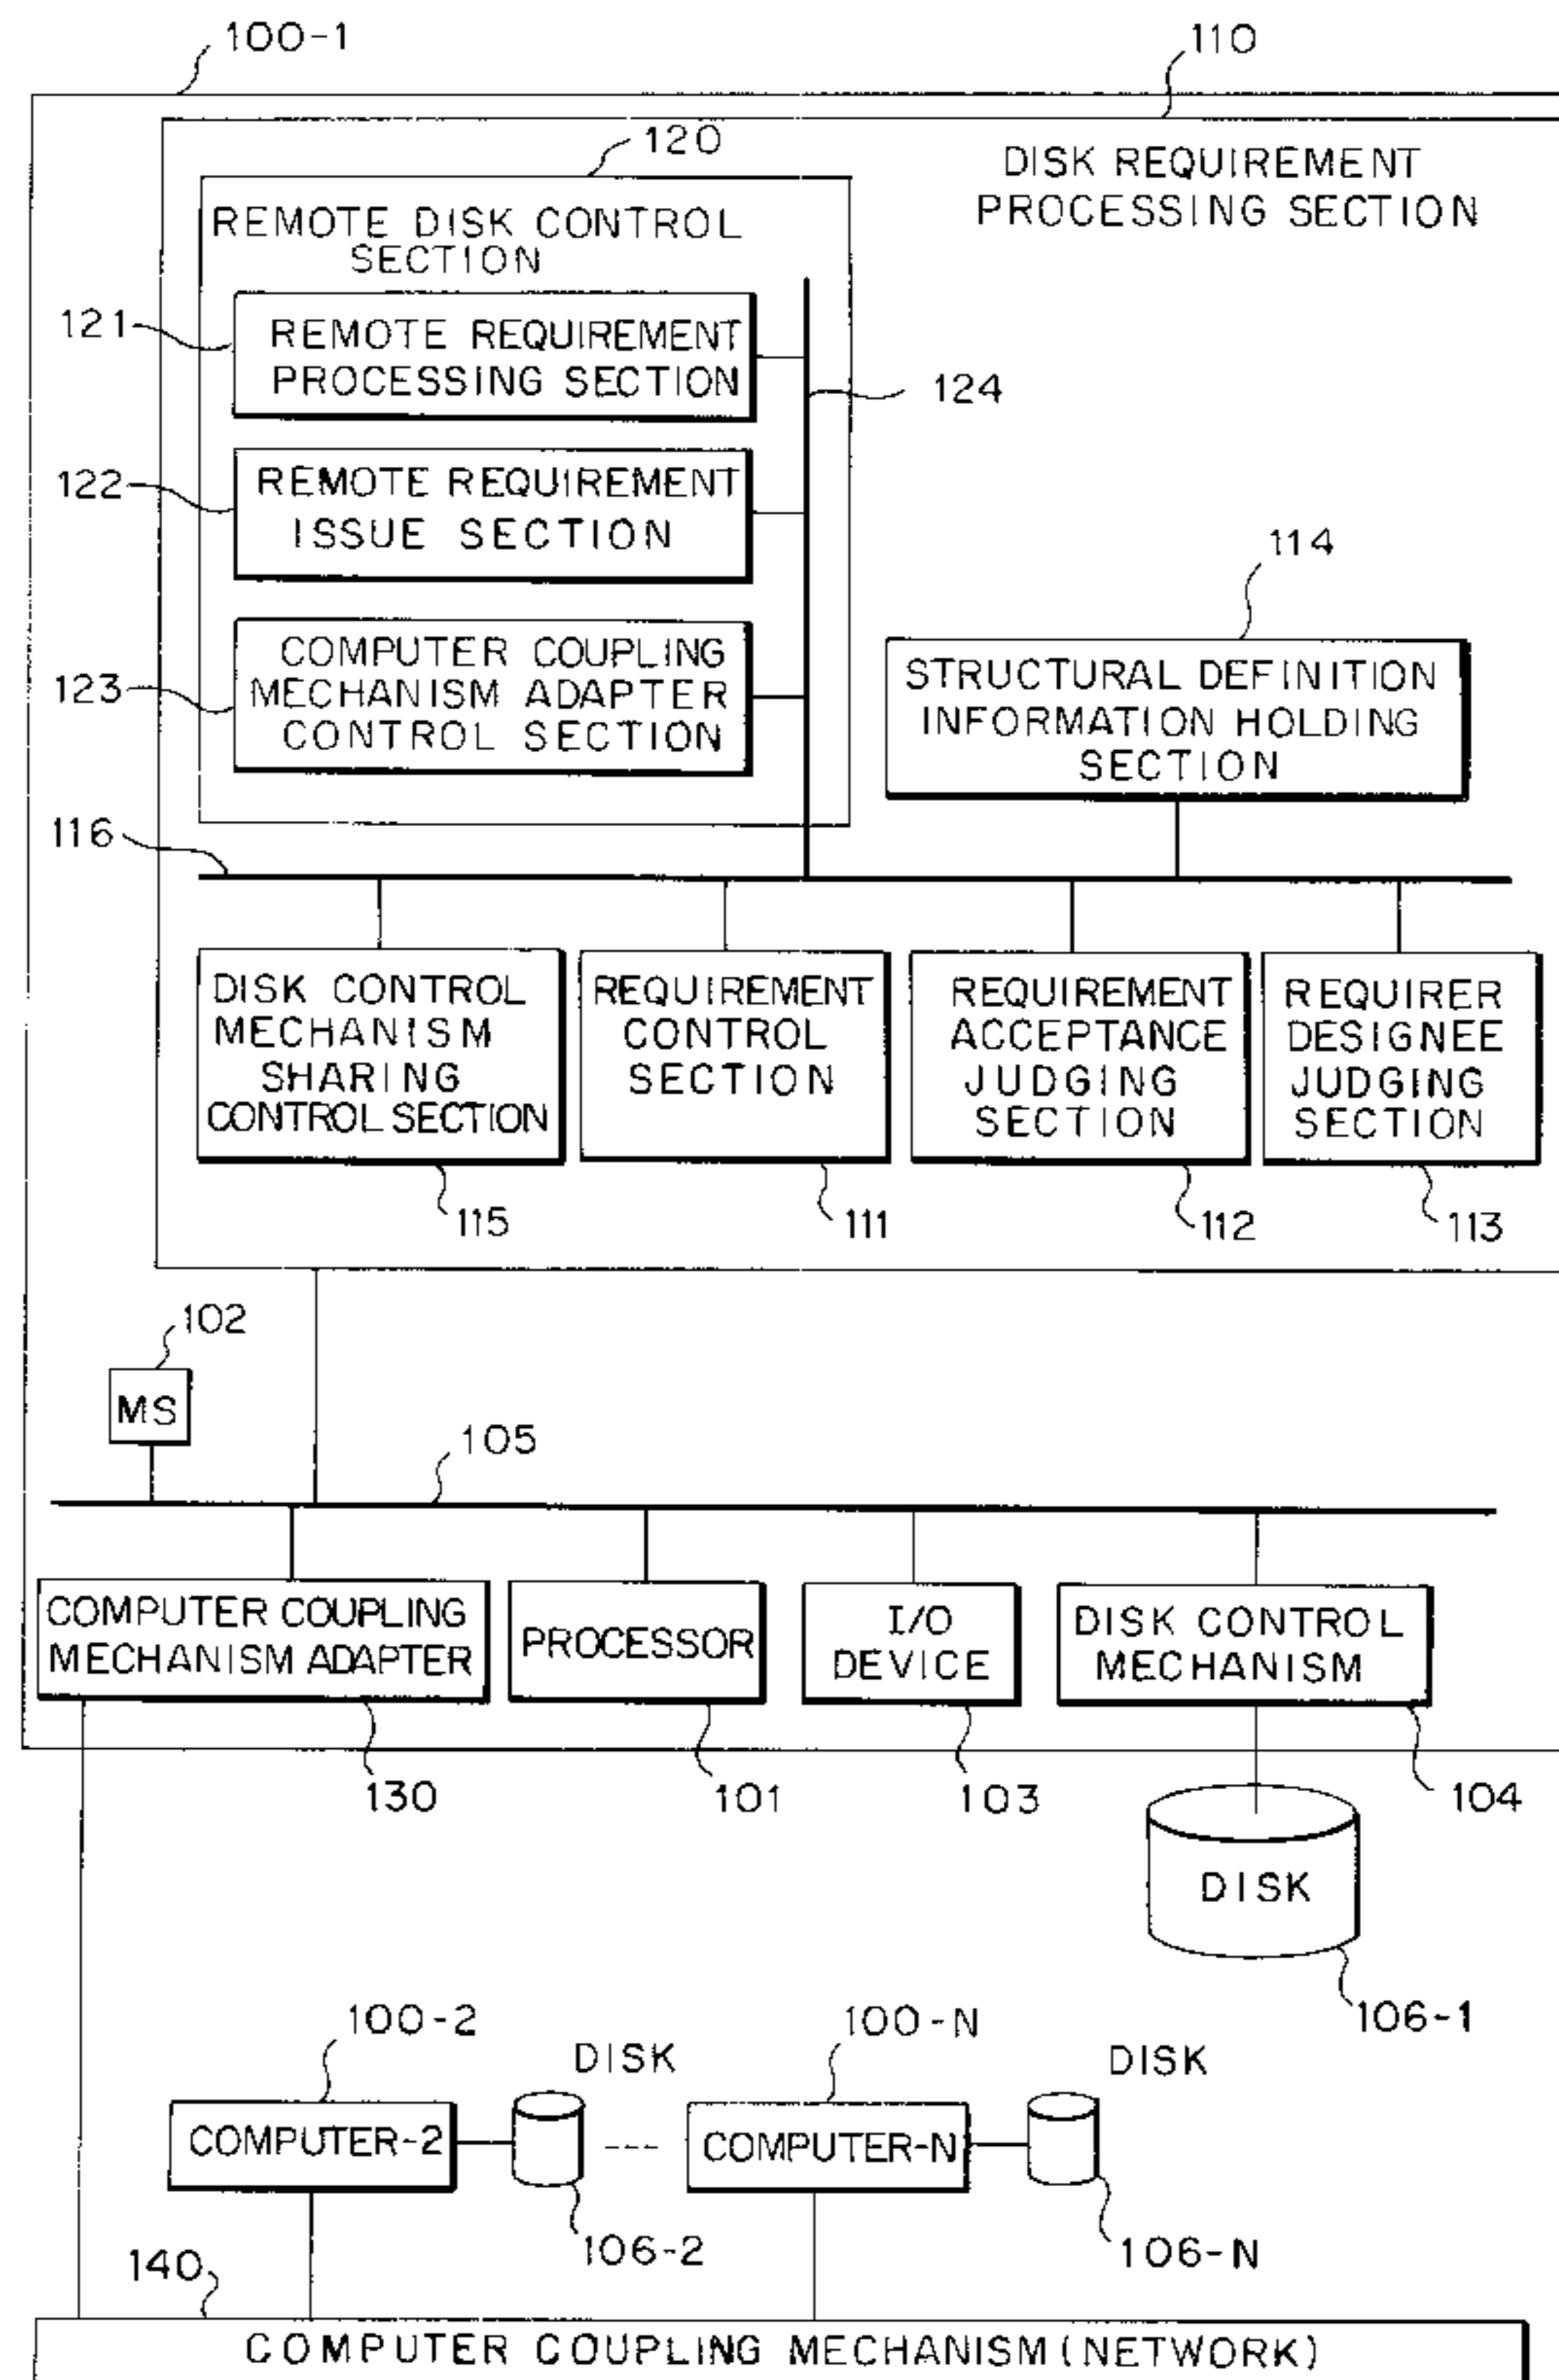 100-1
110
120
DISK REQUIREMENT
PROCESSING SECTION
REMOTE DISK CONTROL
SECTION
121
REMOTE REQUIREMENT
PROCESSING SECTION
124
122
REMOTE REQUIREMENT
ISSUE SECTION
114
123
COMPUTER COUPLING
MECHANISM ADAPTER
CONTROL SECTION
STRUCTURAL DEFINITION
INFORMATION HOLDING
SECTION
116
DISK CONTROL
MECHANISM
SHARING
CONTROL SECTION
REQUIREMENT
CONTROL
SECTION
REQUIREMENT
ACCEPTANCE
JUDGING
SECTION
REQUIRER
DESIGNEE
JUDGING
SECTION
115
111
112
113
102
MS
105
COMPUTER COUPLING
MECHANISM ADAPTER
PROCESSOR
I/O
DEVICE
DISK CONTROL
MECHANISM
130
101
103
104
DISK
106-1
100-2
DISK
100-N
DISK
COMPUTER-2
---
COMPUTER-N
106-2
106-N
140
COMPUTER COUPLING MECHANISM (NETWORK)